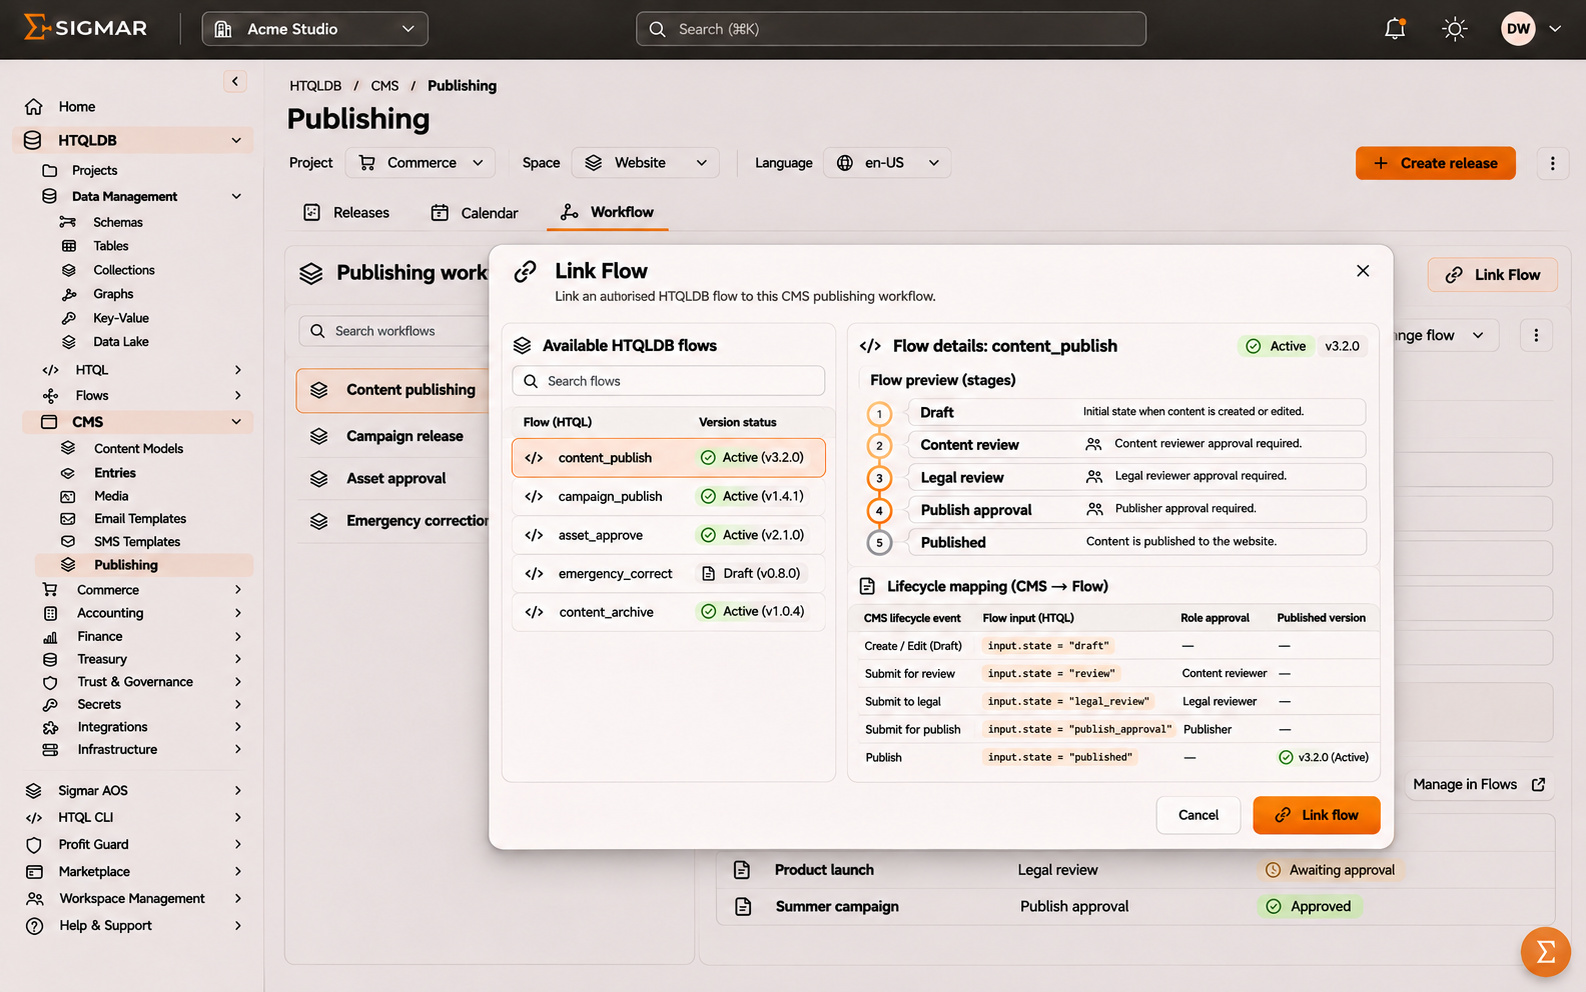 SIGMAR
Acme Studio
Search (⌘K)
DW
Home
HTQLDB
Projects
Data Management
Schemas
Tables
Collections
Graphs
Key-Value
Data Lake
HTQL
Flows
CMS
Content Models
Entries
Media
Email Templates
SMS Templates
Publishing
Commerce
Accounting
Finance
Treasury
Trust & Governance
Secrets
Integrations
Infrastructure
Sigmar AOS
HTQL CLI
Profit Guard
Marketplace
Workspace Management
Help & Support
HTQLDB / CMS / Publishing
Publishing
Project Commerce Space Website Language en-US
+ Create release
Releases Calendar Workflow
Publishing work
Link Flow
Search workflows
nge flow
Content publishing
Campaign release
Asset approval
Emergency correction
Link Flow
Link an authorised HTQLDB flow to this CMS publishing workflow.
Available HTQLDB flows
Search flows
Flow (HTQL) Version status
content_publish Active (v3.2.0)
campaign_publish Active (v1.4.1)
asset_approve Active (v2.1.0)
emergency_correct Draft (v0.8.0)
content_archive Active (v1.0.4)
Flow details: content_publish Active v3.2.0
Flow preview (stages)
1 Draft Initial state when content is created or edited.
2 Content review Content reviewer approval required.
3 Legal review Legal reviewer approval required.
4 Publish approval Publisher approval required.
5 Published Content is published to the website.
Lifecycle mapping (CMS → Flow)
CMS lifecycle event Flow input (HTQL) Role approval Published version
Create / Edit (Draft) input.state = "draft" — —
Submit for review input.state = "review" Content reviewer —
Submit to legal input.state = "legal_review" Legal reviewer —
Submit for publish input.state = "publish_approval" Publisher —
Publish input.state = "published" — v3.2.0 (Active)
Cancel Link flow
Manage in Flows
Product launch Legal review Awaiting approval
Summer campaign Publish approval Approved